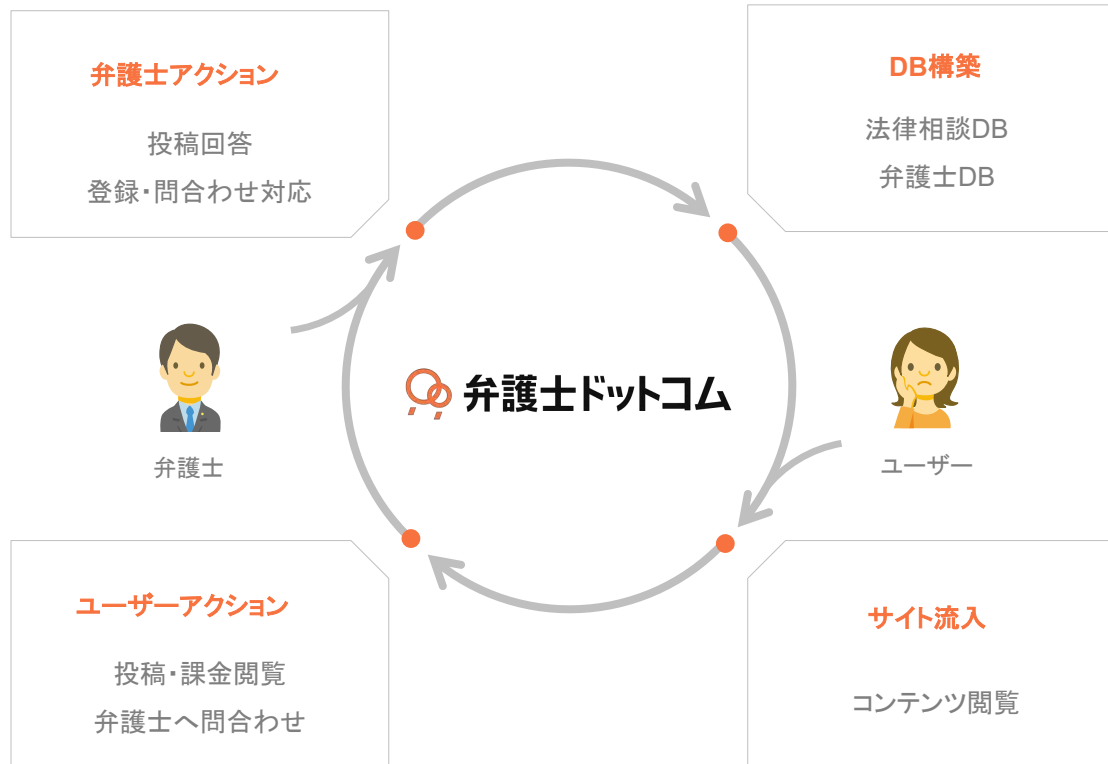 弁護士アクション
投稿回答
登録・問合わせ対応
DB構築
法律相談DB
弁護士DB
弁護士ドットコム
弁護士
ユーザー
ユーザーアクション
投稿・課金閲覧
弁護士へ問合わせ
サイト流入
コンテンツ閲覧